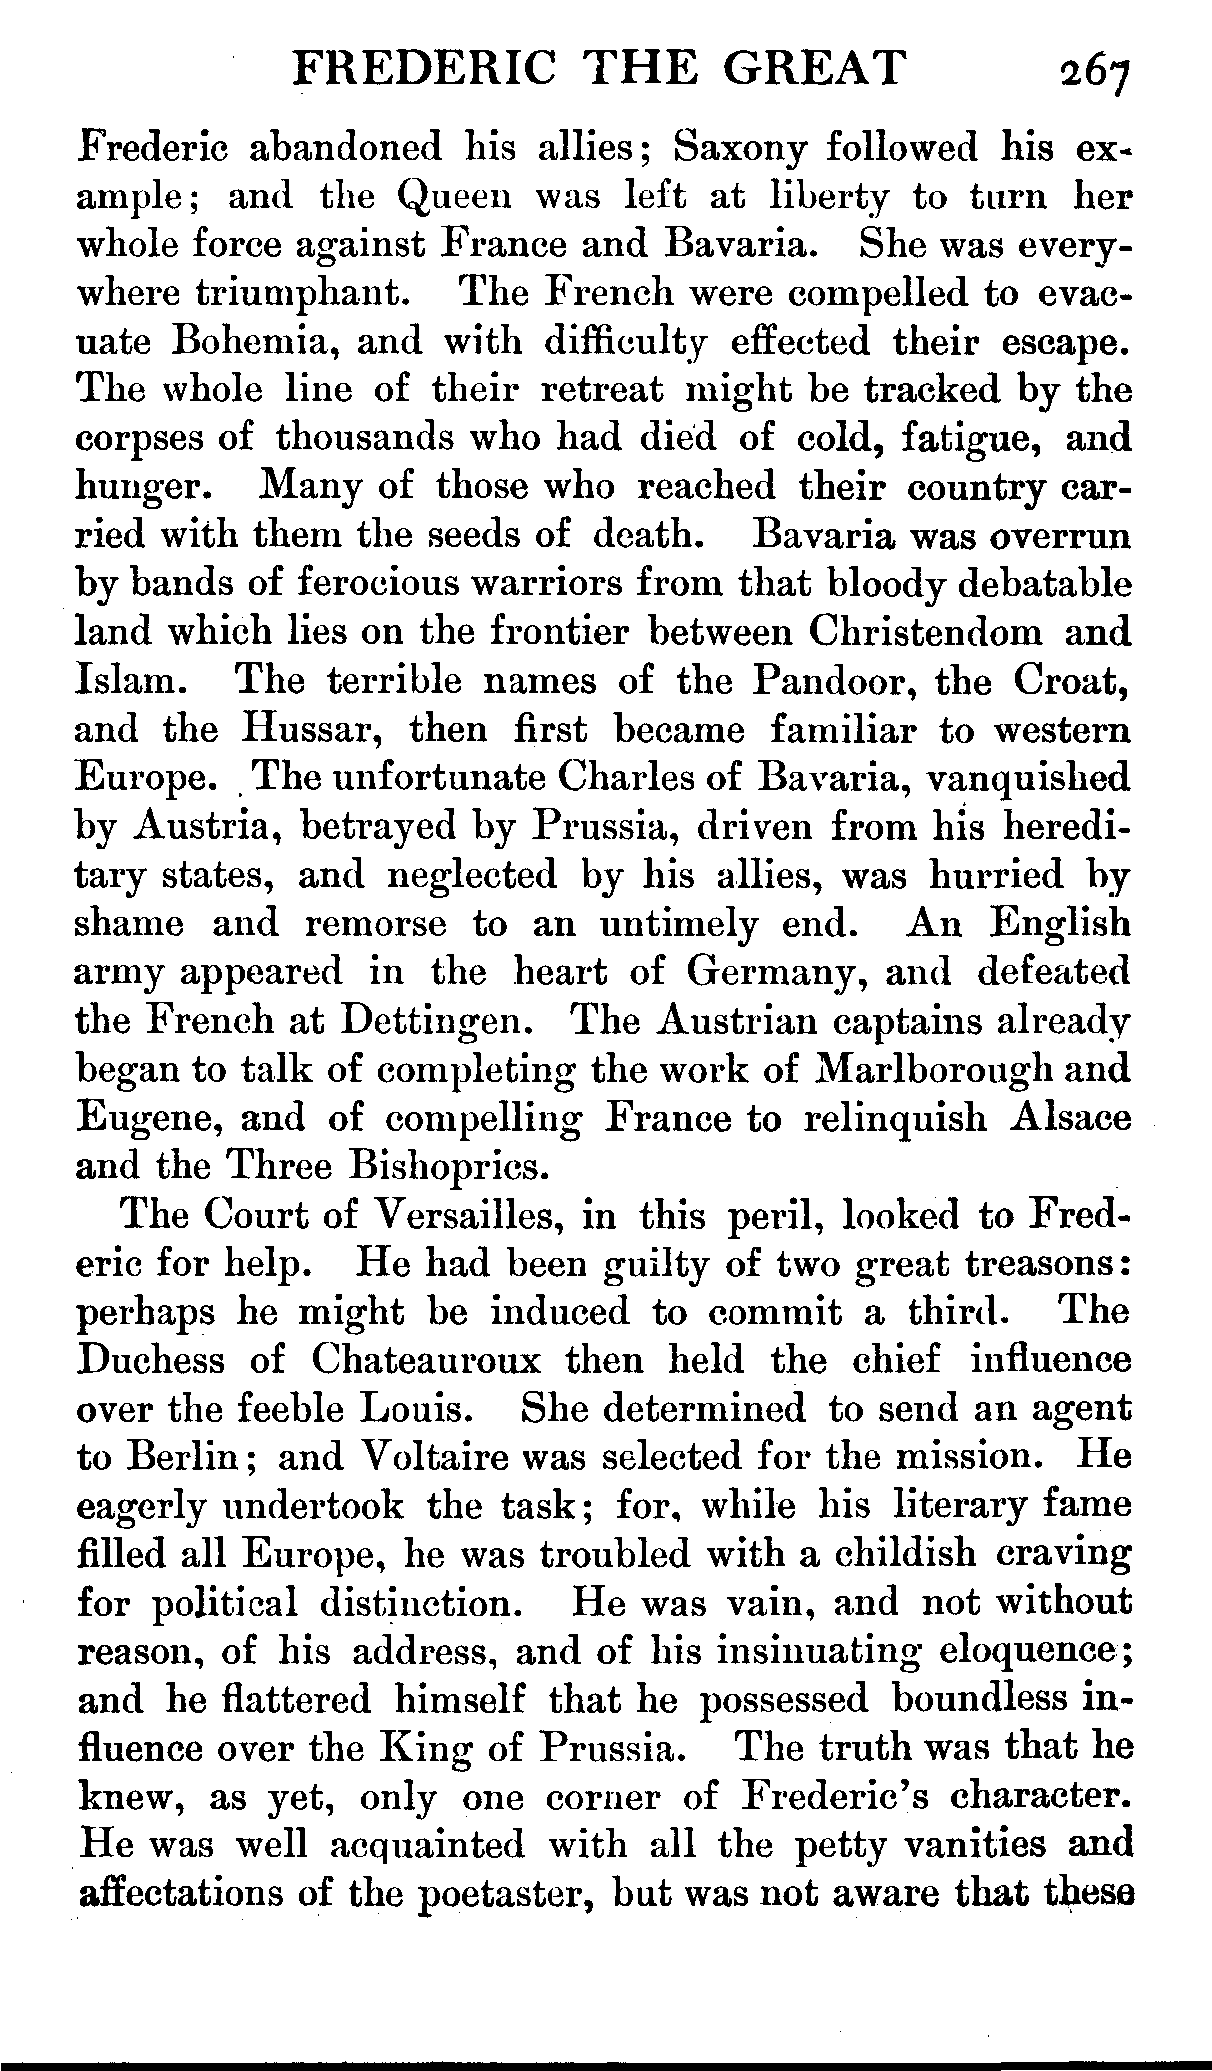 FREDERIC THE GREAT 267
Frederic abandoned his allies; Saxony followed his ex-
ample; and the Queen was left at liberty to turn her
whole force against France and Bavaria. She was every-
where triumphant. The French were compelled to evac-
uate Bohemia, and with difficulty effected their escape.
The whole line of their retreat might be tracked by the
corpses of thousands who had died of cold, fatigue, and
hunger. Many of those who reached their country car-
ried with them the seeds of death. Bavaria was overrun
by bands of ferocious warriors from that bloody debatable
land which lies on the frontier between Christendom and
Islam. The terrible names of the Pandoor, the Croat,
and the Hussar, then first became familiar to western
Europe. The unfortunate Charles of Bavaria, vanquished
by Austria, betrayed by Prussia, driven from his heredi-
tary states, and neglected by his allies, was hurried by
shame and remorse to an untimely end. An English
army appeared in the heart of Germany, and defeated
the French at Dettingen. The Austrian captains already
began to talk of completing the work of Marlborough and
Eugene, and of compelling France to relinquish Alsace
and the Three Bishoprics.
The Court of Versailles, in this peril, looked to Fred-
eric for help. He had been guilty of two great treasons:
perhaps he might be induced to commit a third. The
Duchess of Chateauroux then held the chief influence
over the feeble Louis. She determined to send an agent
to Berlin; and Voltaire was selected for the mission. He
eagerly undertook the task; for, while his literary fame
filled all Europe, he was troubled with a childish craving
for political distinction. He was vain, and not without
reason, of his address, and of his insinuating eloquence;
and he flattered himself that he possessed boundless in-
fluence over the King of Prussia. The truth was that he
knew, as yet, only one corner of Frederic's character.
He was well acquainted with all the petty vanities and
affectations of the poetaster, but was not aware that these